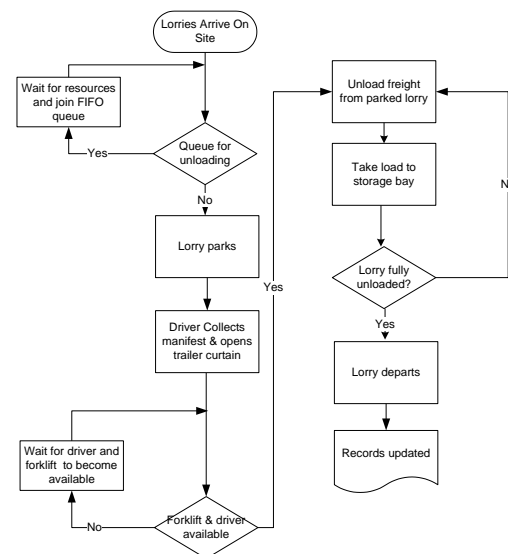 Lorries Arrive On
Site
Wait for resources
and join FIFO
queue
Yes
Queue for
unloading
No
Lorry parks
Driver Collects
manifest & opens
trailer curtain
Wait for driver and
forklift to become
available
No
Forklift & driver
available
Yes
Unload freight
from parked lorry
Take load to
storage bay
N
Lorry fully
unloaded?
Yes
Lorry departs
Records updated